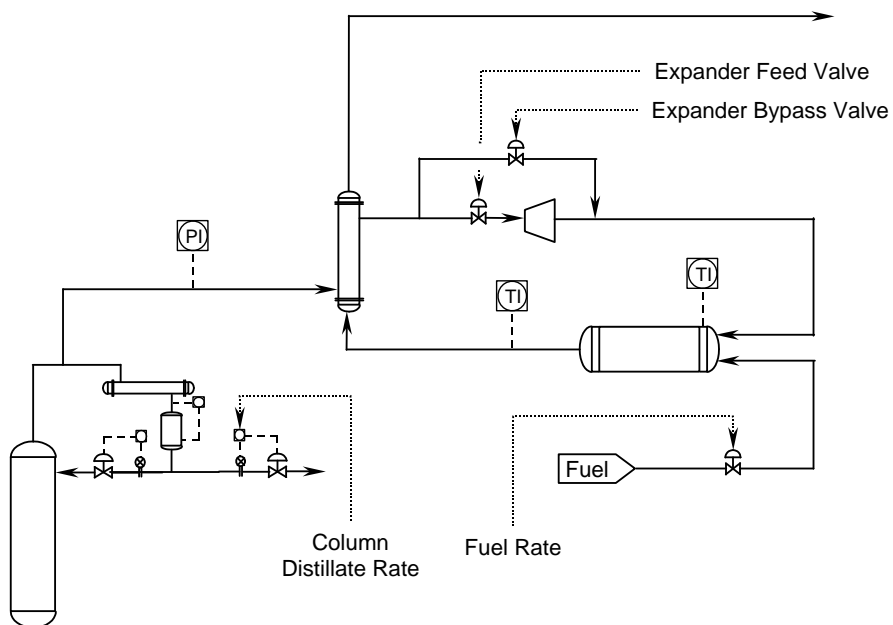 Expander Feed Valve
Expander Bypass Valve
PI
TI
TI
Fuel
Column
Distillate Rate
Fuel Rate